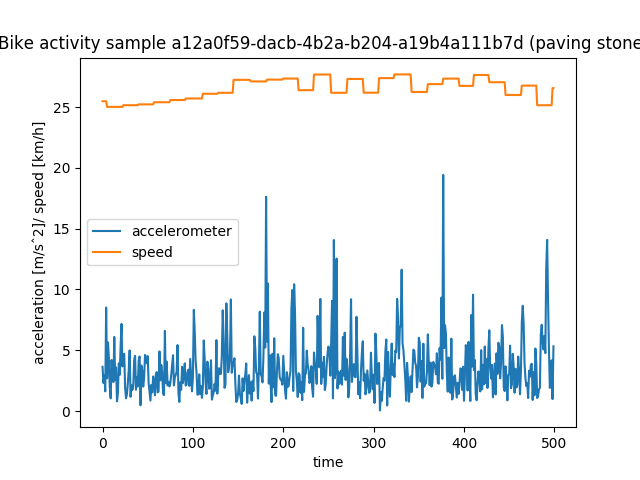 Bike activity sample a12a0f59-dacb-4b2a-b204-a19b4a111b7d (paving stone
acceleration [m/s^2]/ speed [km/h]
25
20
15
10
5
0
accelerometer
speed
0 100 200 300 400 500
time